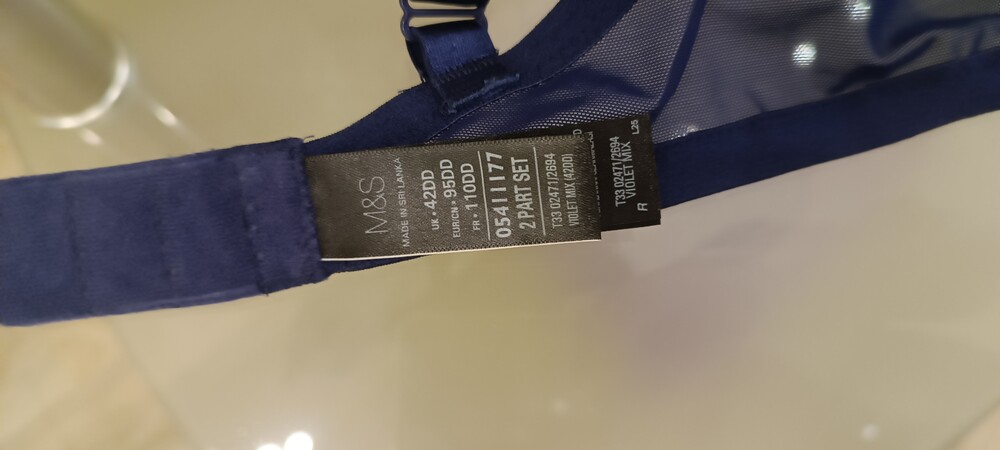 M&S
MADE IN SRI LANKA
UK • 42DD
EUR/CN • 95DD
FR • 110DD
05411177
2 PART SET
T33 02471/2694
VIOLET MIX (42DD)
T33 02471/2694
VIOLET MIX
R
L25